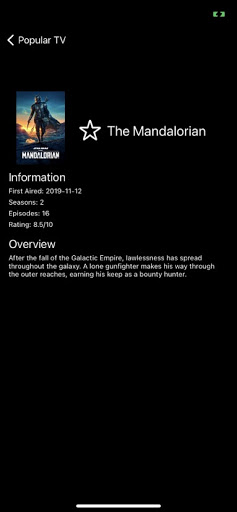 Popular TV
STAR WARS
THE
MANDALORIAN
The Mandalorian
Information
First Aired: 2019-11-12
Seasons: 2
Episodes: 16
Rating: 8.5/10
Overview
After the fall of the Galactic Empire, lawlessness has spread
throughout the galaxy. A lone gunfighter makes his way through
the outer reaches, earning his keep as a bounty hunter.